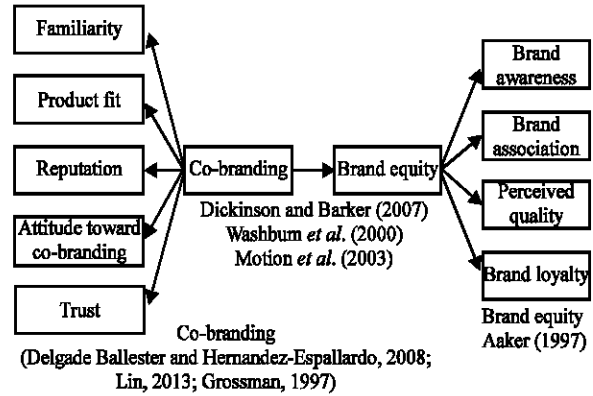 Familiarity
Product fit
Reputation
Attitude toward
co-branding
Trust
Co-branding
Brand equity
Dickinson and Barker (2007)
Washbum et al. (2000)
Motion et al. (2003)
Brand
awareness
Brand
association
Perceived
quality
Brand loyalty
Brand equity
Aaker (1997)
Co-branding
(Delgade Ballester and Hernandez-Espallardo, 2008;
Lin, 2013; Grossman, 1997)